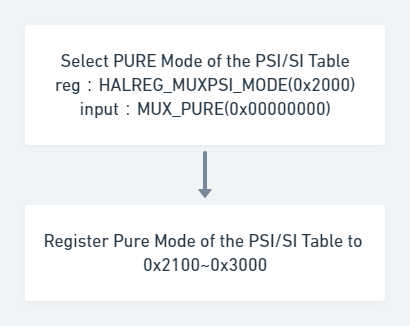 Select PURE Mode of the PSI/SI Table
reg : HALREG_MUXPSI_MODE(0x2000)
input : MUX_PURE(0x00000000)
Register Pure Mode of the PSI/SI Table to
0x2100~0x3000